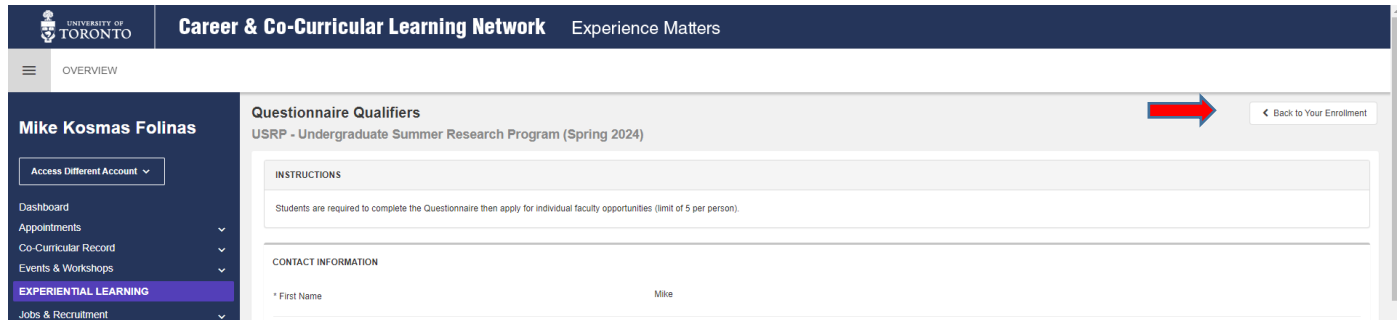 UNIVERSITY OF
TORONTO
Career & Co-Curricular Learning Network Experience Matters
OVERVIEW
Mike Kosmas Folinas
Access Different Account
Dashboard
Appointments
Co-Curricular Record
Events & Workshops
EXPERIENTIAL LEARNING
Jobs & Recruitment
Questionnaire Qualifiers
USRP - Undergraduate Summer Research Program (Spring 2024)
Back to Your Enrollment
INSTRUCTIONS
Students are required to complete the Questionnaire then apply for individual faculty opportunities (limit of 5 per person).
CONTACT INFORMATION
* First Name Mike